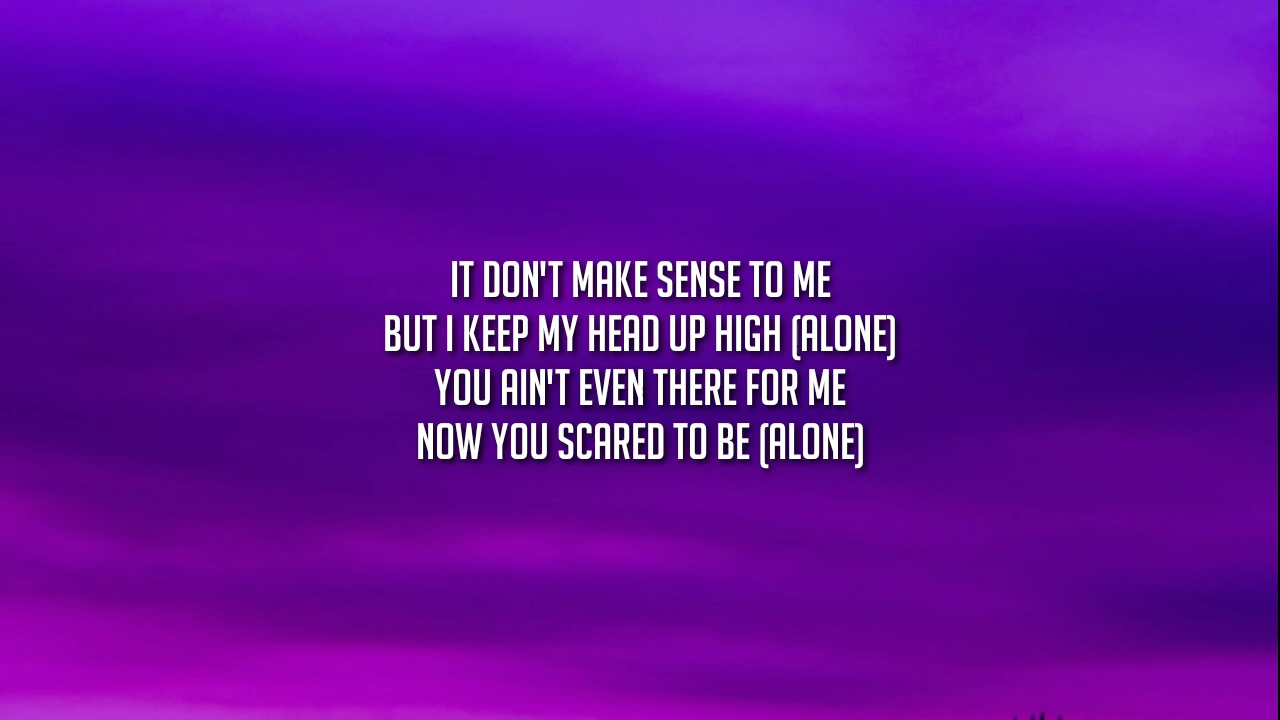 IT DON'T MAKE SENSE TO ME
BUT I KEEP MY HEAD UP HIGH (ALONE)
YOU AIN'T EVEN THERE FOR ME
NOW YOU SCARED TO BE (ALONE)